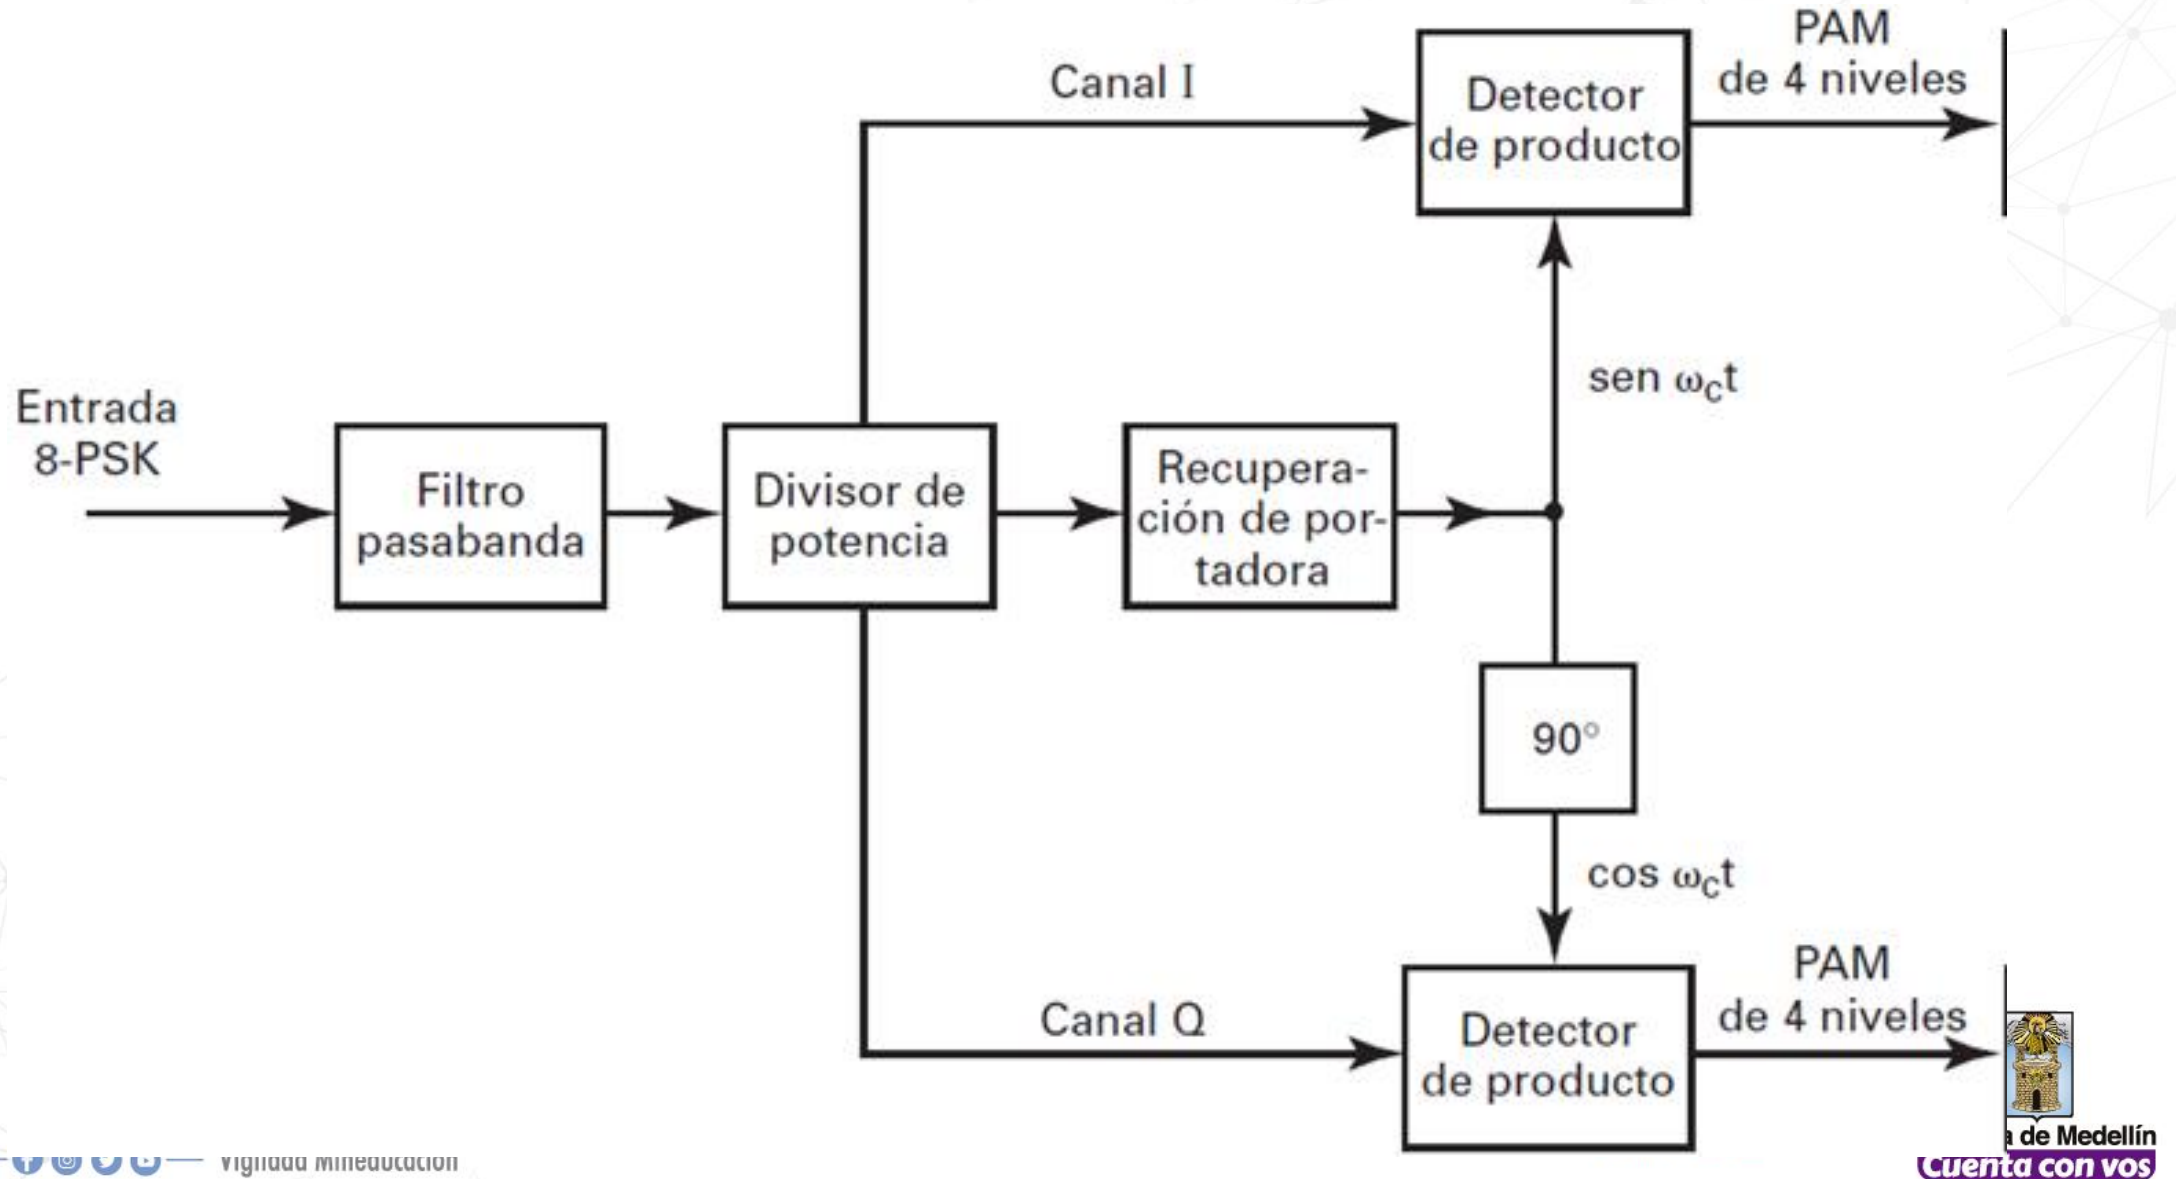 PAM
de 4 niveles
Canal I
Detector
de producto
sen ωct
Entrada
8-PSK
Filtro
pasabanda
Divisor de
potencia
Recupera-
ción de por-
tadora
90°
cos ωct
PAM
de 4 niveles
Canal Q
Detector
de producto
a de Medellín
Cuenta con vos
Vigilada Mineducación